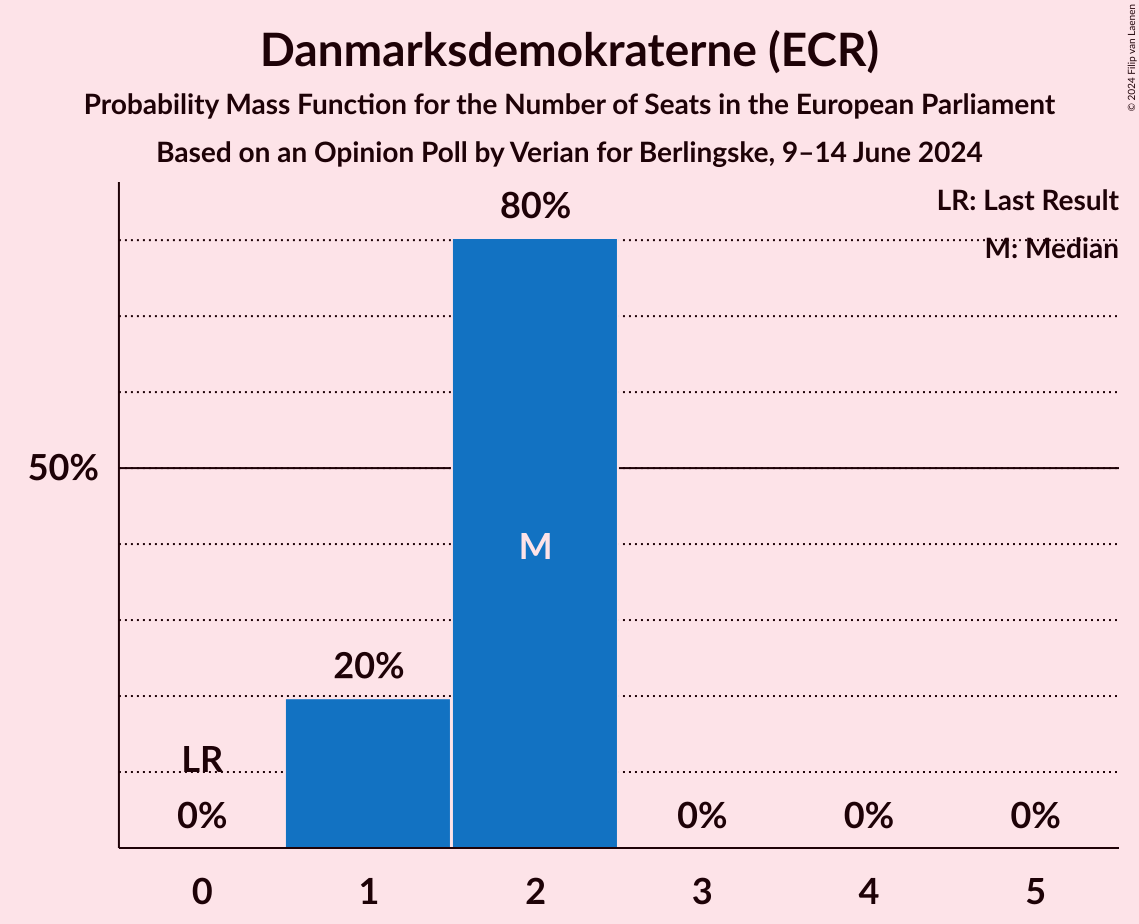 Danmarksdemokraterne (ECR)
Probability Mass Function for the Number of Seats in the European Parliament
Based on an Opinion Poll by Verian for Berlingske, 9–14 June 2024
© 2024 Filip van Laenen
LR: Last Result
M: Median
80%
50%
M
20%
LR
0%
0%
0%
0%
0
1
2
3
4
5